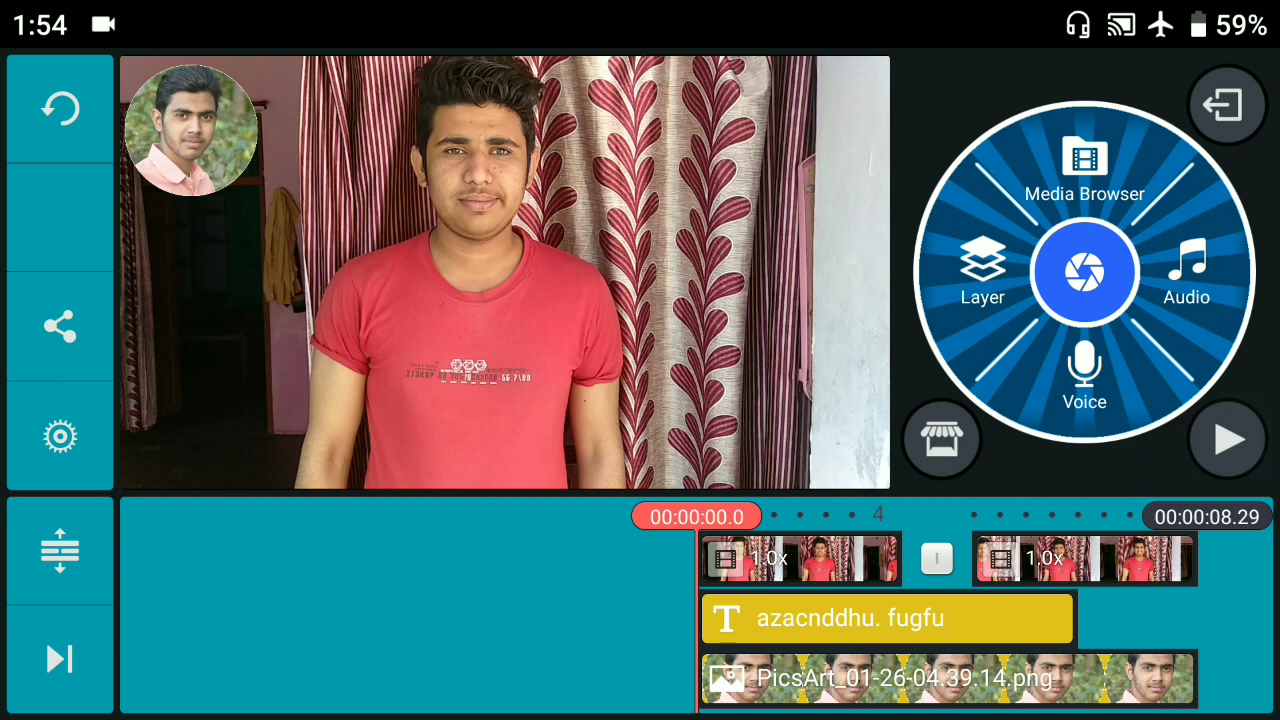 1:54
59%
Media Browser
Layer
Audio
Voice
00:00:00.0
4
00:00:08.29
1.0x
1.0x
azacnddhu. fugfu
PicsArt_01-26-04.39.14.png